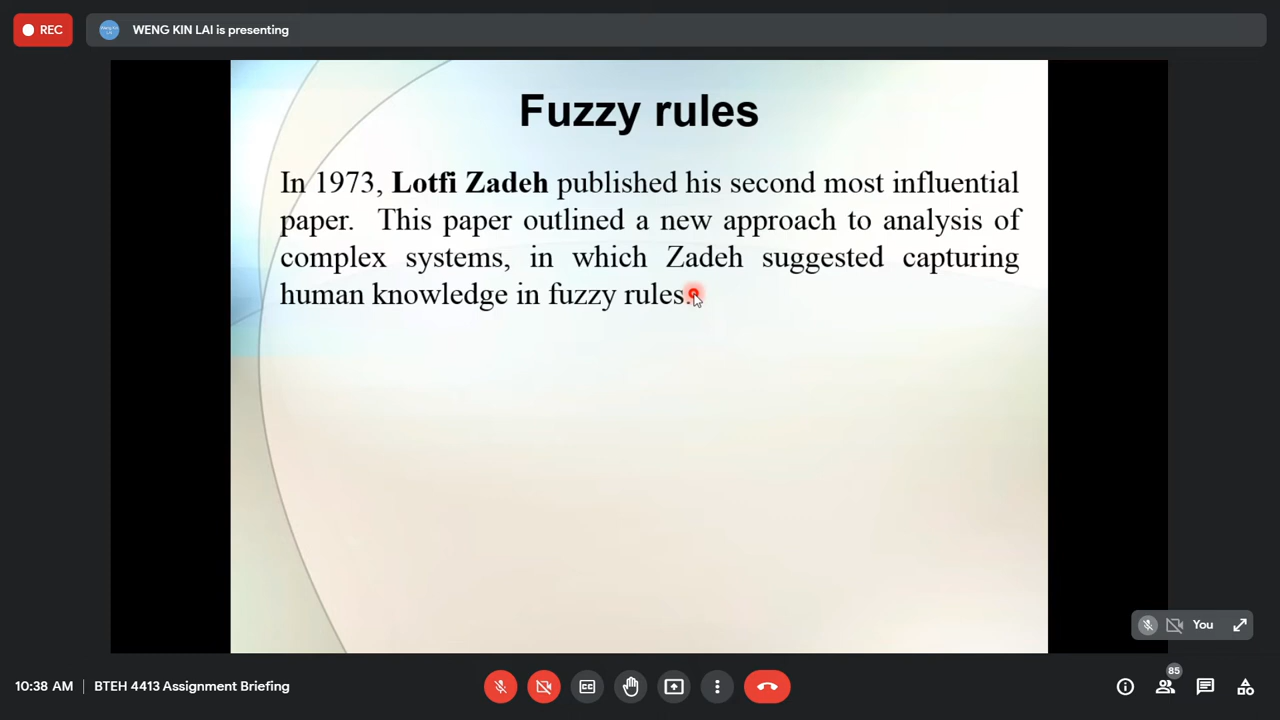 REC
WENG KIN LAI is presenting
Fuzzy rules
In 1973, Lotfi Zadeh published his second most influential
paper. This paper outlined a new approach to analysis of
complex systems, in which Zadeh suggested capturing
human knowledge in fuzzy rules.
You
10:38 AM | BTEH 4413 Assignment Briefing
85